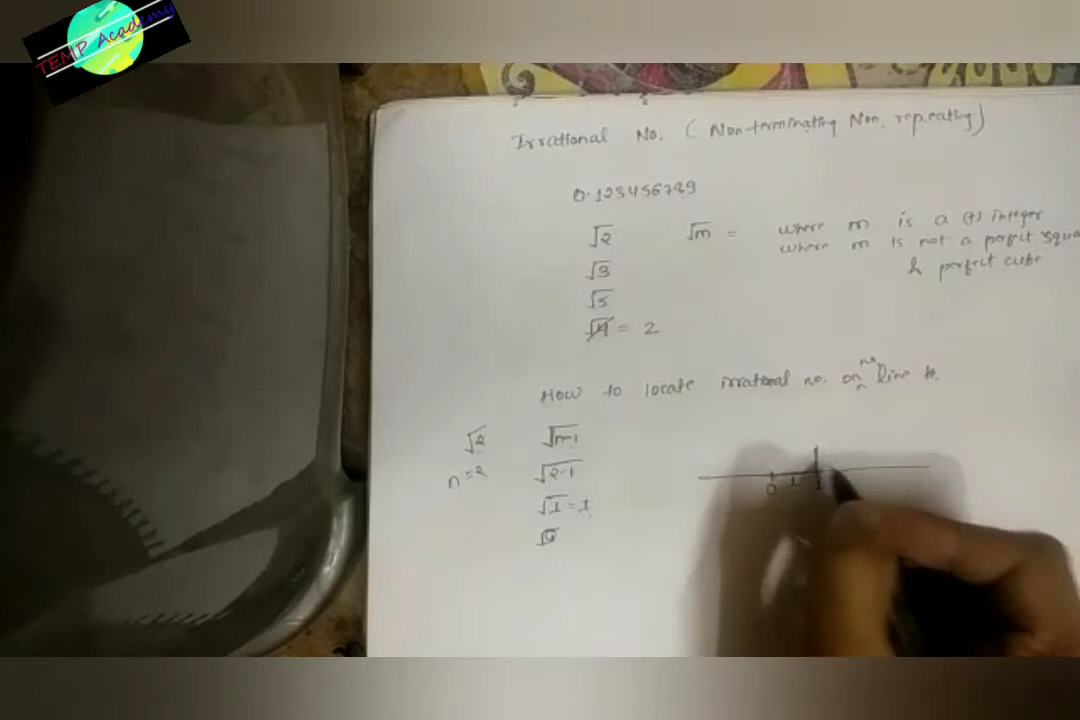 TEMP Academy
Irrational No. ( Non-terminating Non. repeating)
0.123456789
√2 √m = where m is a (+) integer
where m is not a perfect squa
√3 & perfect cube
√5
√4 = 2
How to locate irrational no. on no line
√2 √n-1
n=2 √2-1
√1 = 1
0 1 1